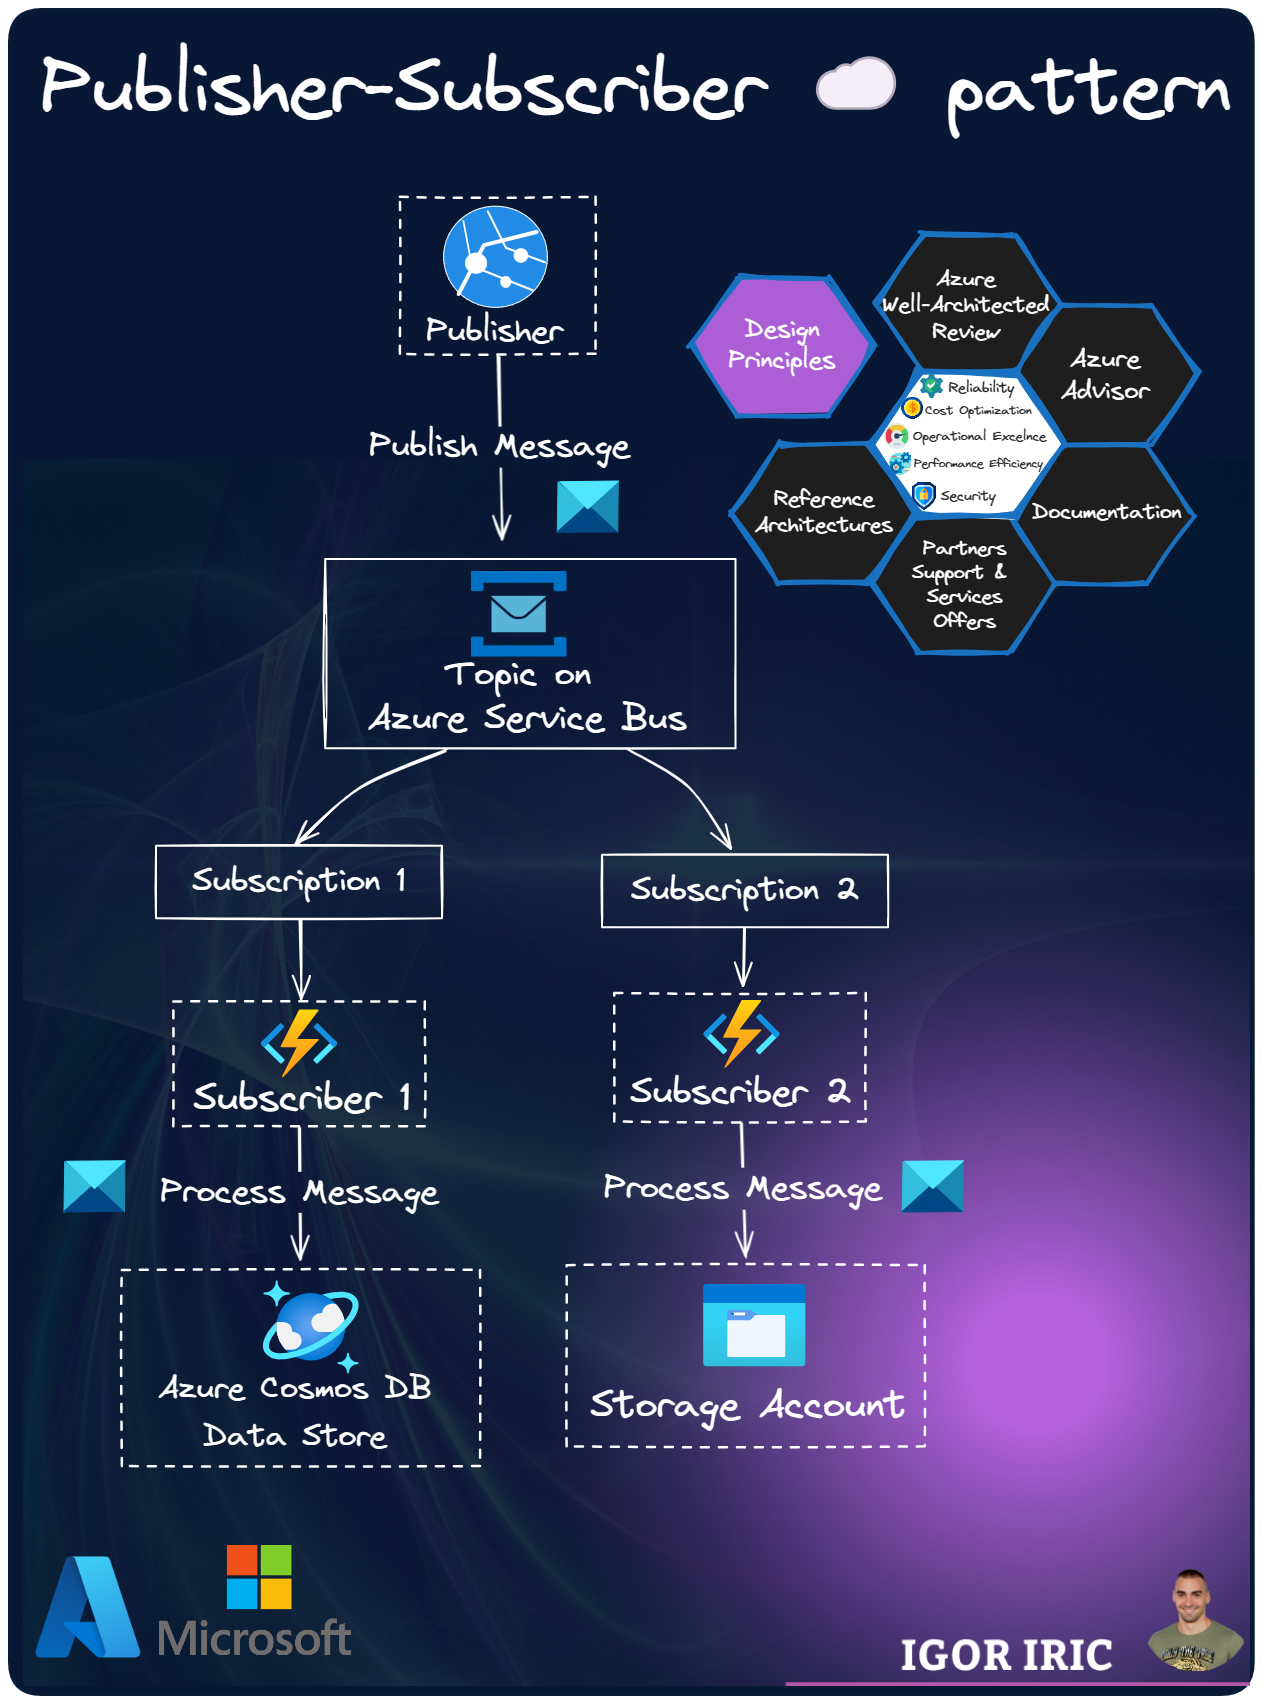 Publisher-Subscriber pattern
Publisher
Publish Message
Topic on
Azure Service Bus
Subscription 1
Subscription 2
Subscriber 1
Subscriber 2
Process Message
Process Message
Azure Cosmos DB
Data Store
Storage Account
Design
Principles
Azure
Well-Architected
Review
Azure
Advisor
Reliability
Cost Optimization
Operational Excelnce
Performance Efficiency
Security
Reference
Architectures
Documentation
Partners
Support &
Services
Offers
Microsoft
IGOR IRIC